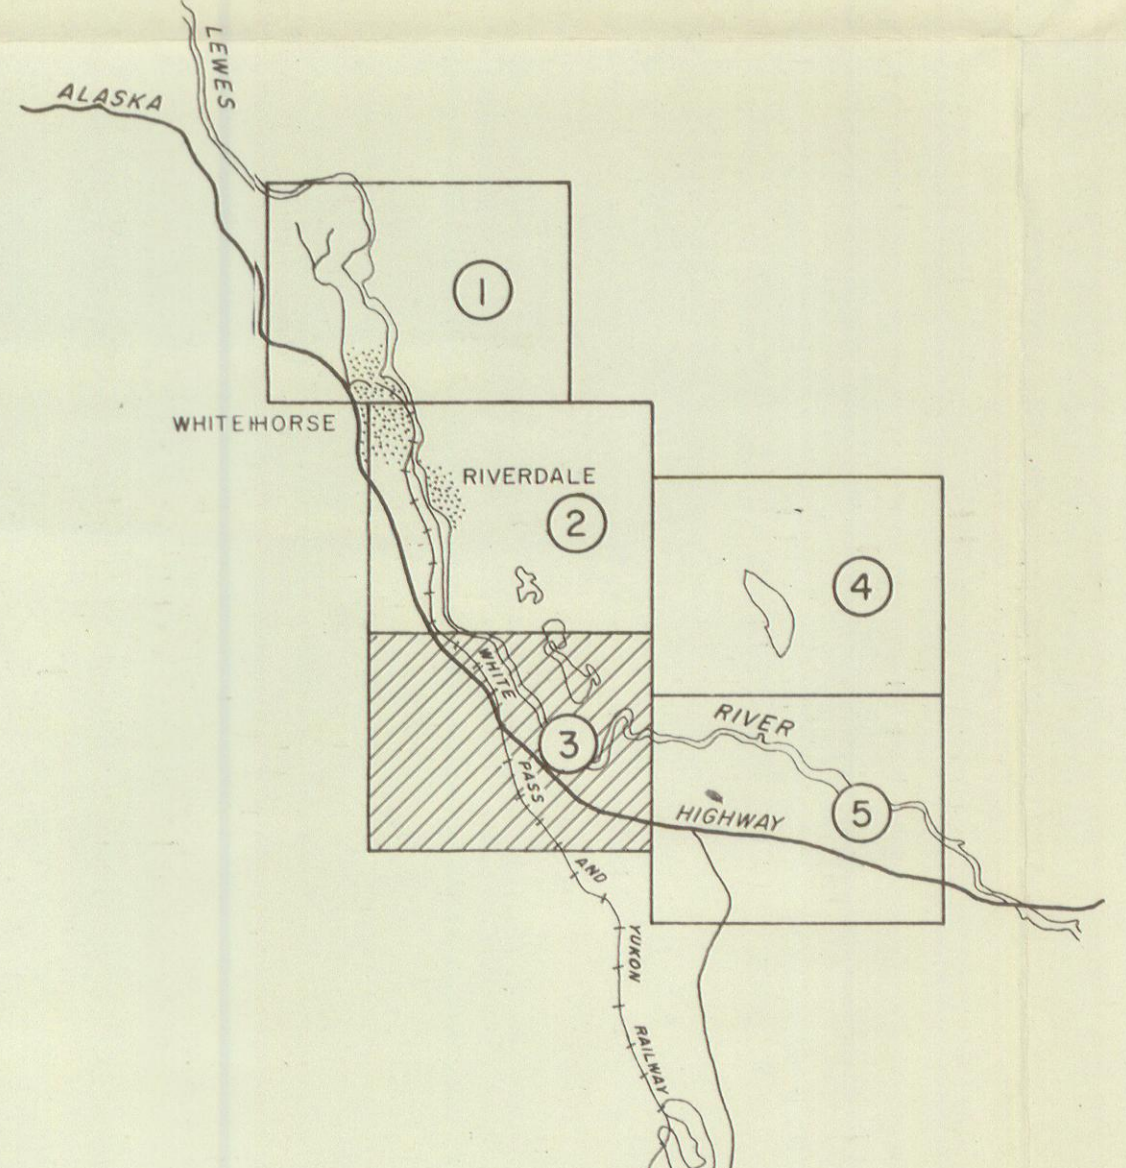 LEWES
ALASKA
1
WHITEHORSE
RIVERDALE
2
4
WHITE
RIVER
3
PASS
5
HIGHWAY
AND
YUKON
RAILWAY